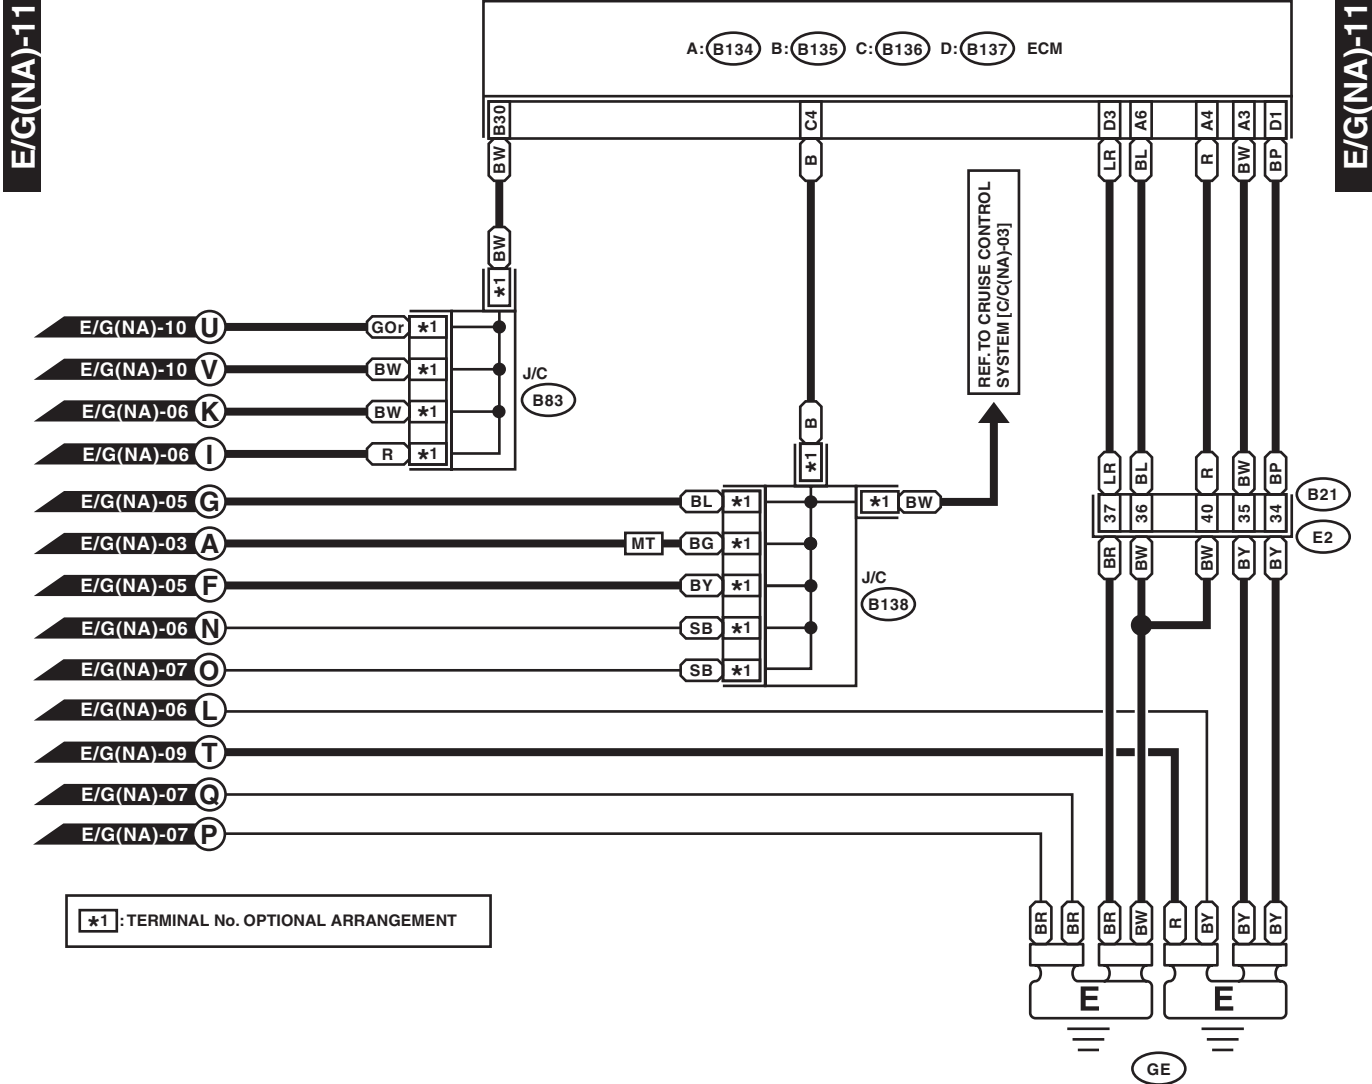 E/G(NA)-11
E/G(NA)-11
A: B134 B: B135 C: B136 D: B137 ECM
B30 C4 D3 A6 A4 A3 D1
BW B LR BL R BW BP
REF. TO CRUISE CONTROL
SYSTEM [C/C(NA)-03]
BW
*1
E/G(NA)-10 U GOr *1
E/G(NA)-10 V BW *1
J/C
B83
E/G(NA)-06 K BW *1
E/G(NA)-06 I R *1
B
*1
LR BL R BW BP
37 36 40 35 34
B21
E2
BR BW BW BY BY
E/G(NA)-05 G BL *1 *1 BW
E/G(NA)-03 A MT BG *1
E/G(NA)-05 F BY *1
J/C
B138
E/G(NA)-06 N SB *1
E/G(NA)-07 O SB *1
E/G(NA)-06 L
E/G(NA)-09 T
E/G(NA)-07 Q
E/G(NA)-07 P
*1 : TERMINAL No. OPTIONAL ARRANGEMENT
BR BR BR BW R BY BY BY
E E
GE